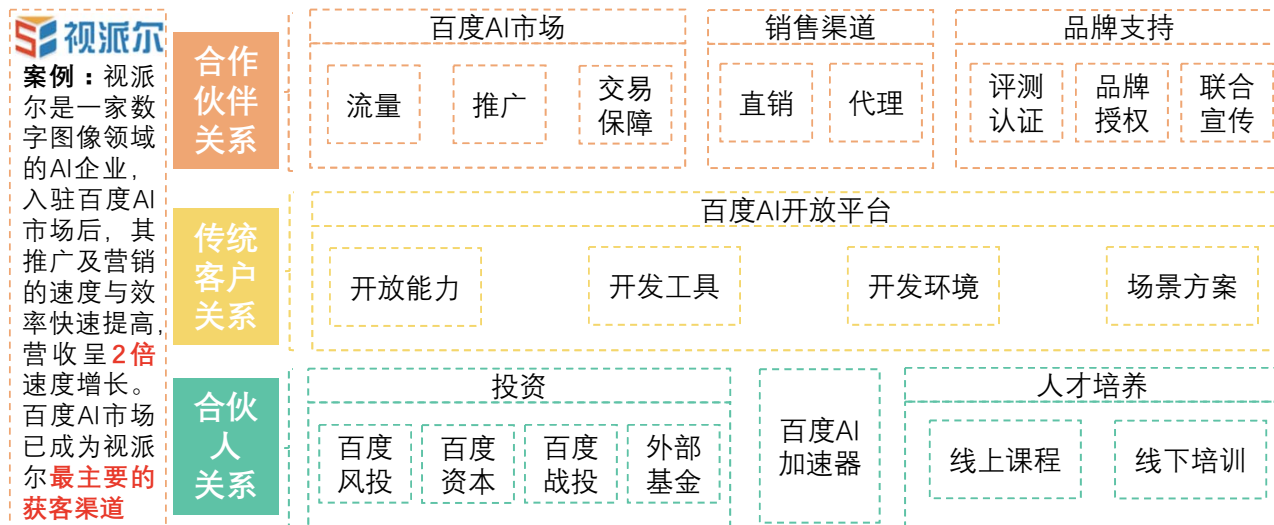 视派尔
案例：视派
尔是一家数
字图像领域
的AI企业，
入驻百度AI
市场后，其
推广及营销
的速度与效
率快速提高，
营收呈2倍
速度增长。
百度AI市场
已成为视派
尔最主要的
获客渠道
合作
伙伴
关系
百度AI市场
流量
推广
交易
保障
销售渠道
直销
代理
品牌支持
评测
认证
品牌
授权
联合
宣传
传统
客户
关系
百度AI开放平台
开放能力
开发工具
开发环境
场景方案
合伙
人
关系
投资
百度
风投
百度
资本
百度
战投
外部
基金
百度AI
加速器
人才培养
线上课程
线下培训